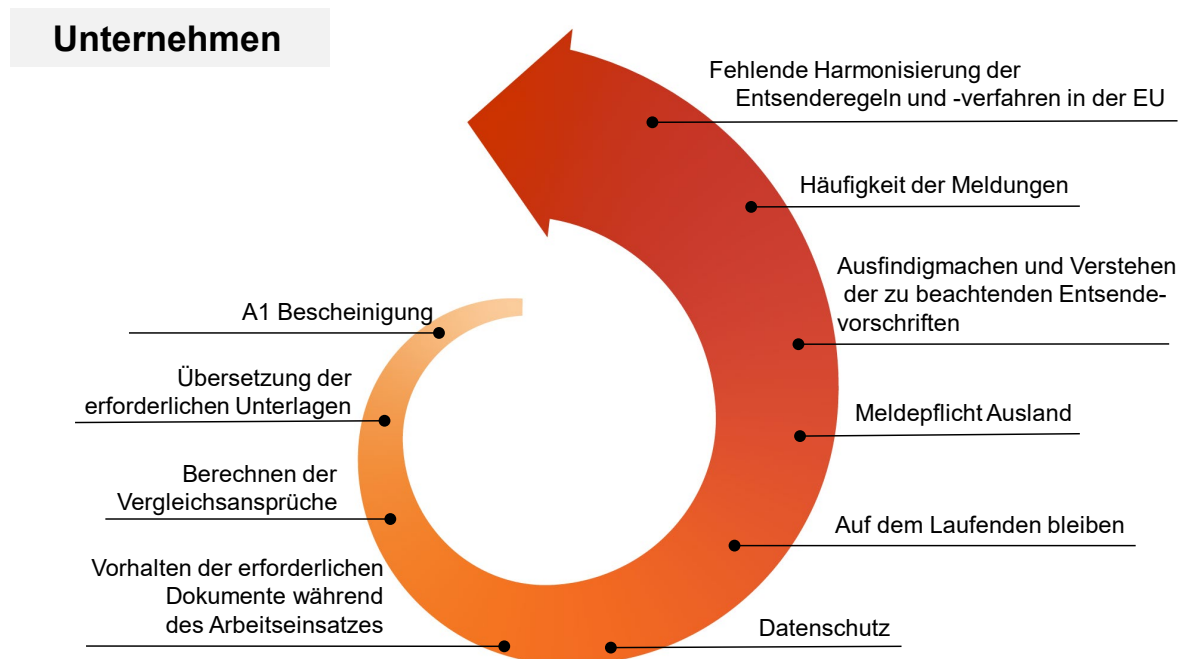 Unternehmen
Fehlende Harmonisierung der
Entsenderegeln und -verfahren in der EU
Häufigkeit der Meldungen
Ausfindigmachen und Verstehen
der zu beachtenden Entsende-
vorschriften
Meldepflicht Ausland
Auf dem Laufenden bleiben
Datenschutz
A1 Bescheinigung
Übersetzung der
erforderlichen Unterlagen
Berechnen der
Vergleichsansprüche
Vorhalten der erforderlichen
Dokumente während
des Arbeitseinsatzes